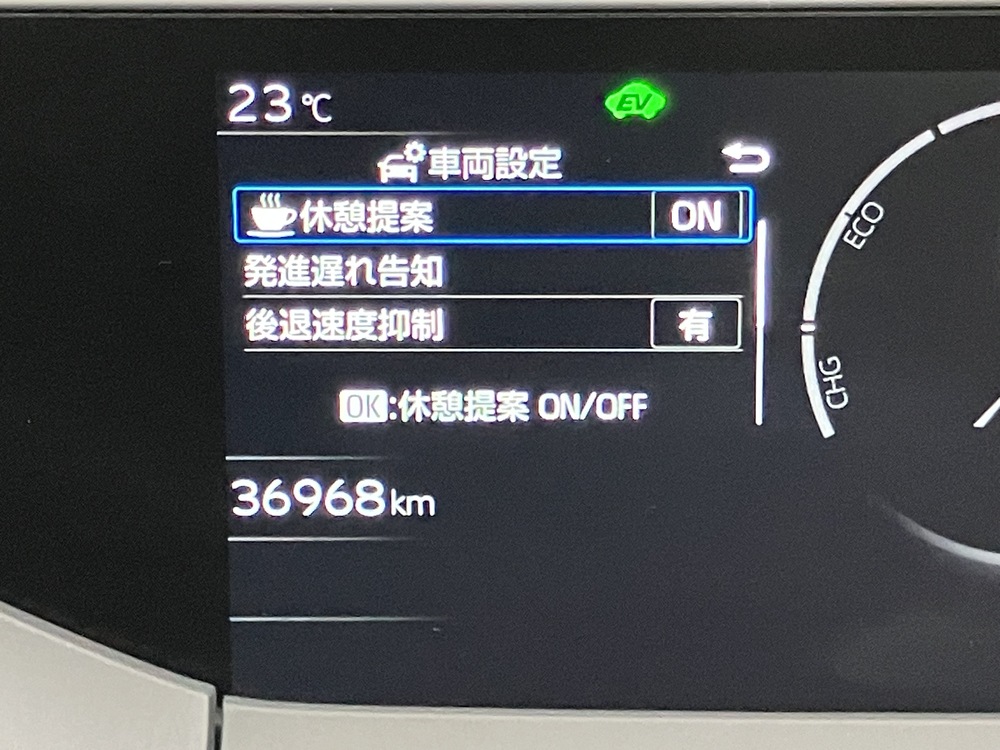 23℃
EV
車両設定
休憩提案 ON
発進遅れ告知
後退速度抑制 有
OK:休憩提案 ON/OFF
36968km
ECO
CHG